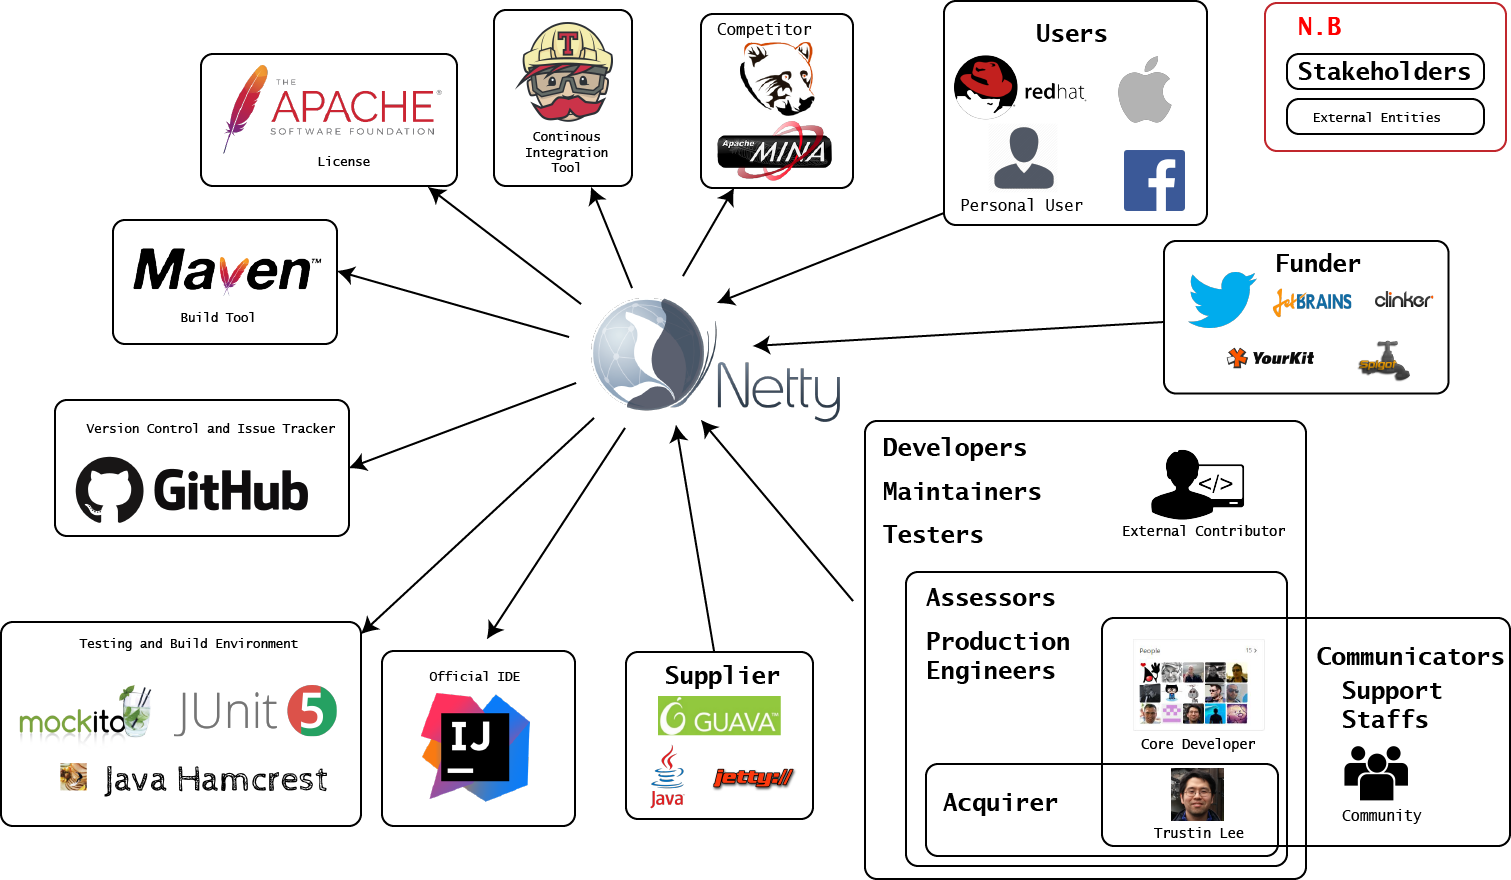 THE
APACHE®
SOFTWARE FOUNDATION
License
T
Continous
Integration
Tool
Competitor
Apache
MINA
Users
redhat
Personal User
f
N.B
Stakeholders
External Entities
Maven™
Build Tool
Funder
JetBRAINS
clinker
YourKit
Spigot
Netty
Version Control and Issue Tracker
GitHub
Developers
Maintainers
Testers
</>
External Contributor
Assessors
Production
Engineers
People
15 >
Core Developer
Communicators
Support
Staffs
Community
Acquirer
Trustin Lee
Testing and Build Environment
mockito
JUnit 5
Java Hamcrest
Official IDE
IJ
Supplier
GUAVA™
Java
jetty://